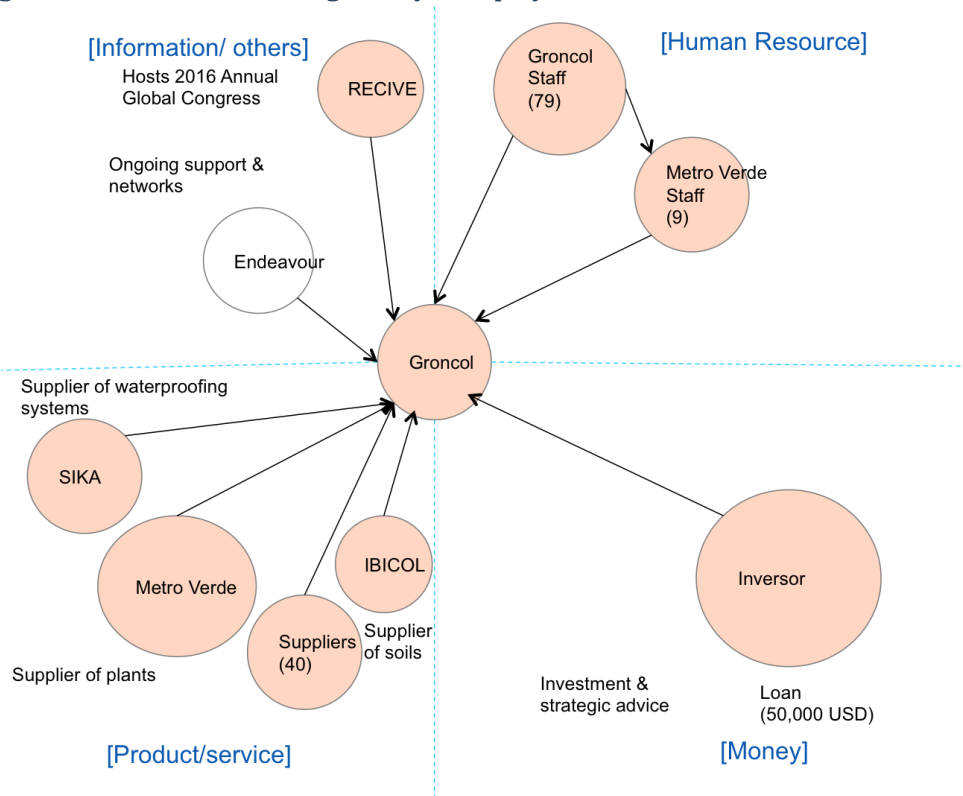 [Information/ others]
Hosts 2016 Annual
Global Congress
RECIVE
Ongoing support &
networks
Endeavour
[Human Resource]
Groncol
Staff
(79)
Metro Verde
Staff
(9)
Groncol
Supplier of waterproofing
systems
SIKA
Metro Verde
Supplier of plants
Suppliers
(40)
IBICOL
Supplier
of soils
[Product/service]
Inversor
Investment &
strategic advice
Loan
(50,000 USD)
[Money]